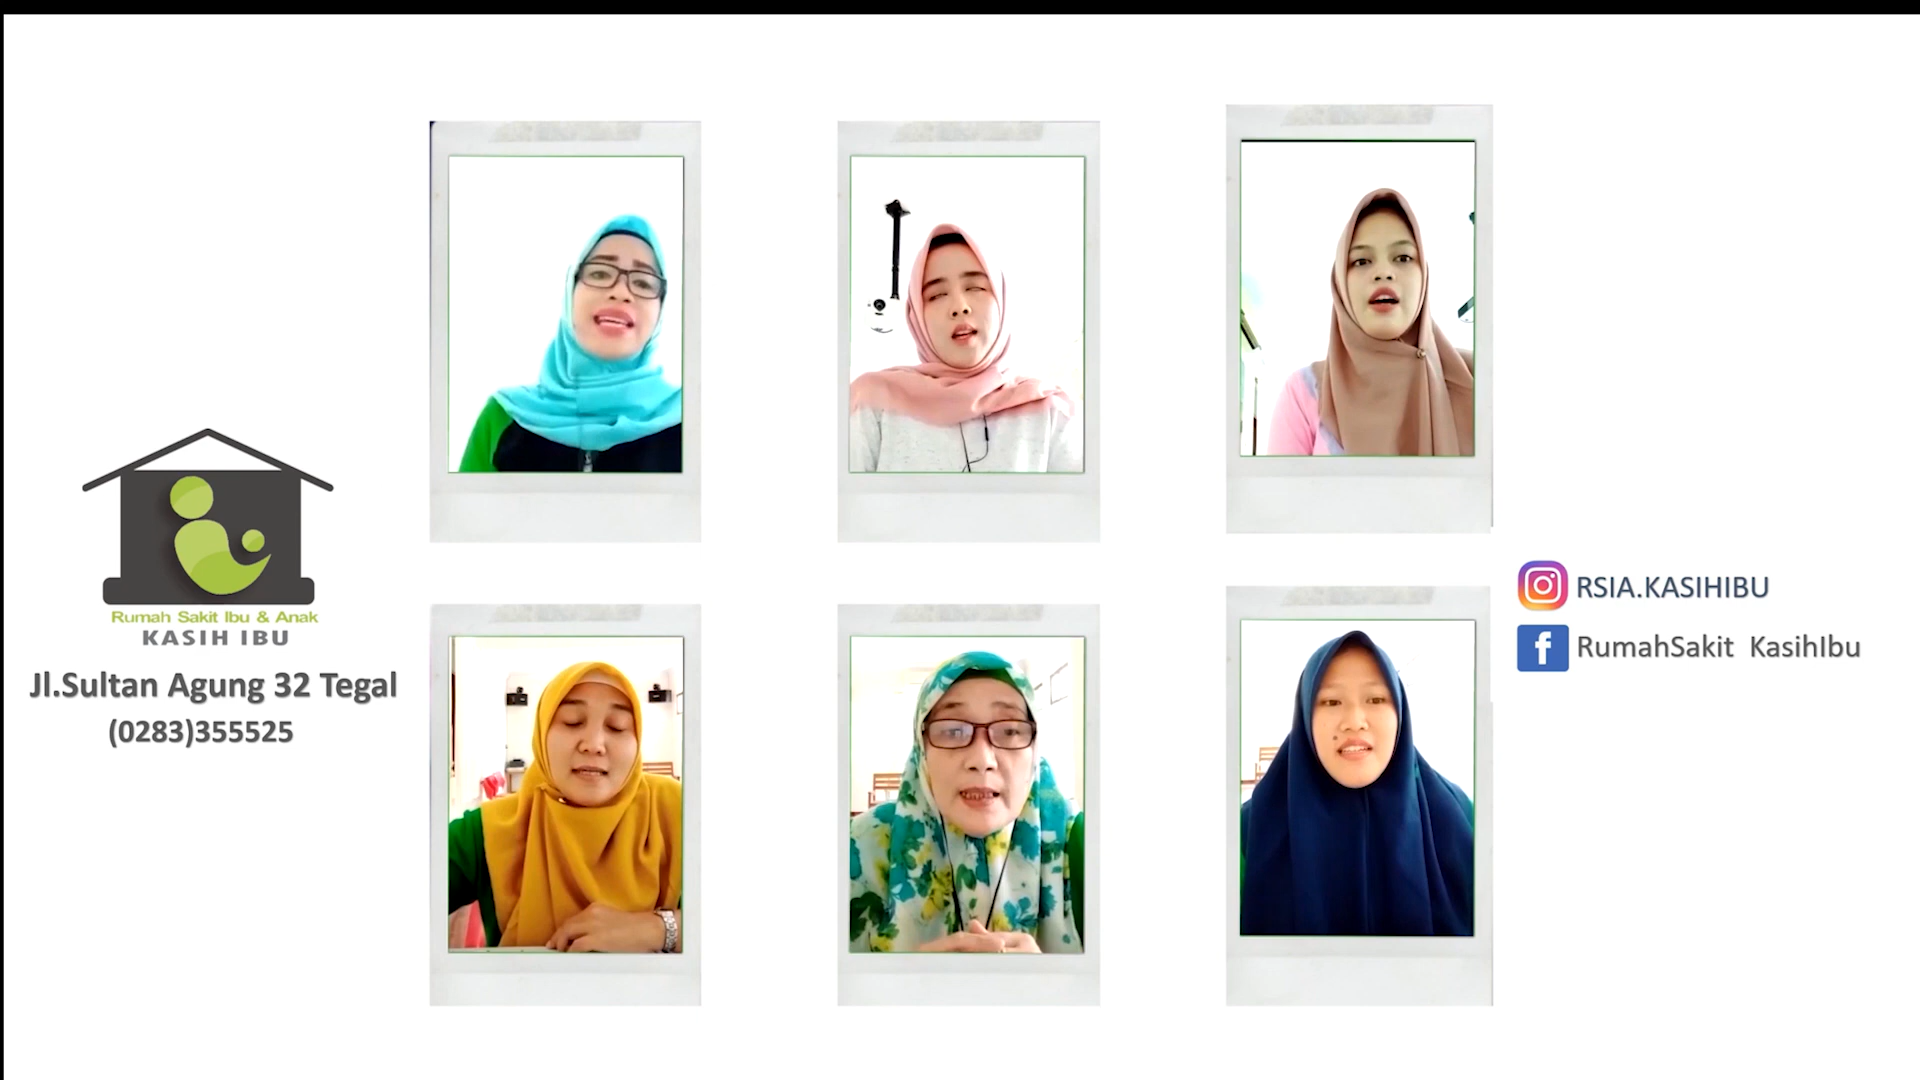 Rumah Sakit Ibu & Anak
KASIH IBU
Jl.Sultan Agung 32 Tegal
(0283)355525
RSIA.KASIHIBU
RumahSakit KasihIbu